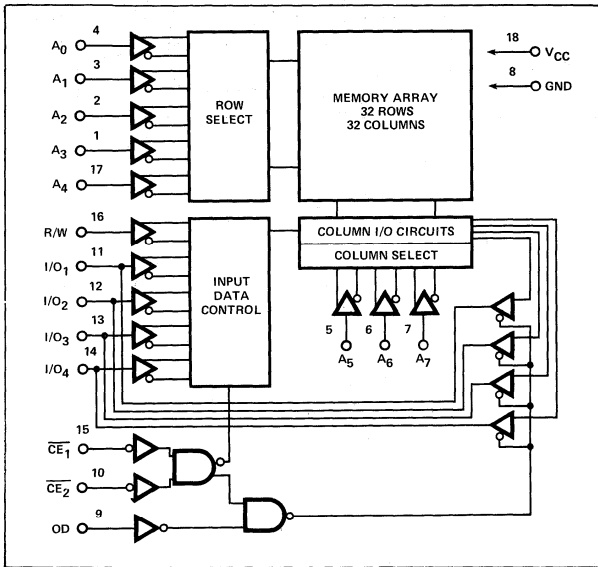 4
A0
3
A1
2
A2
1
A3
17
A4
16
R/W
11
I/O1
12
I/O2
13
I/O3
14
I/O4
15
CE1
10
CE2
9
OD
ROW
SELECT
INPUT
DATA
CONTROL
MEMORY ARRAY
32 ROWS
32 COLUMNS
COLUMN I/O CIRCUITS
COLUMN SELECT
5
A5
6
A6
7
A7
18
VCC
8
GND